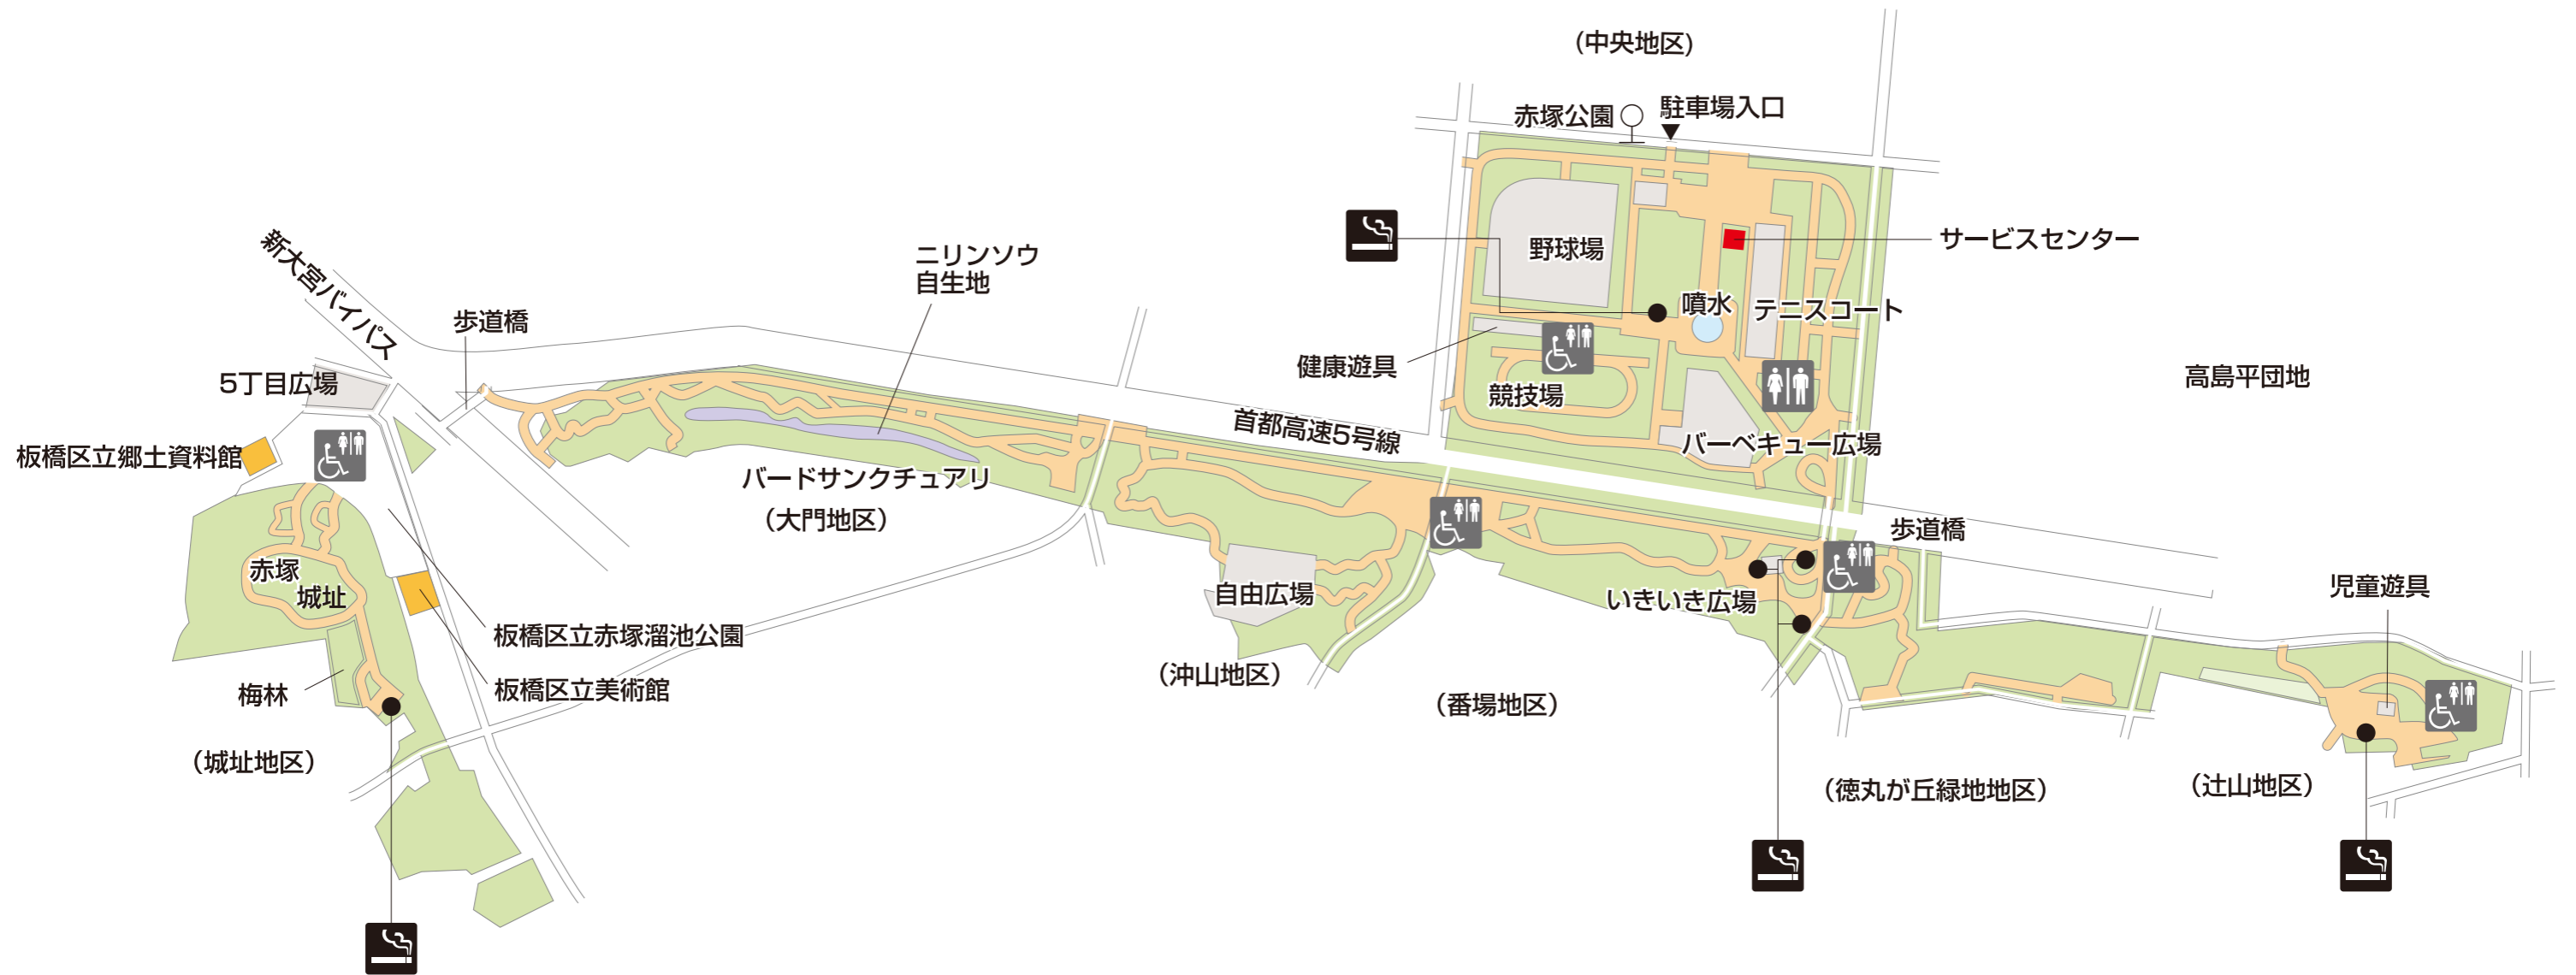 (中央地区)
赤塚公園
駐車場入口
新大宮バイパス
ニリンソウ
自生地
野球場
サービスセンター
歩道橋
噴水
テニスコート
5丁目広場
健康遊具
競技場
高島平団地
首都高速5号線
板橋区立郷土資料館
バードサンクチュアリ
(大門地区)
バーベキュー広場
歩道橋
赤塚
城址
自由広場
いきいき広場
児童遊具
板橋区立赤塚溜池公園
板橋区立美術館
梅林
(沖山地区)
(番場地区)
(城址地区)
(徳丸が丘緑地地区)
(辻山地区)